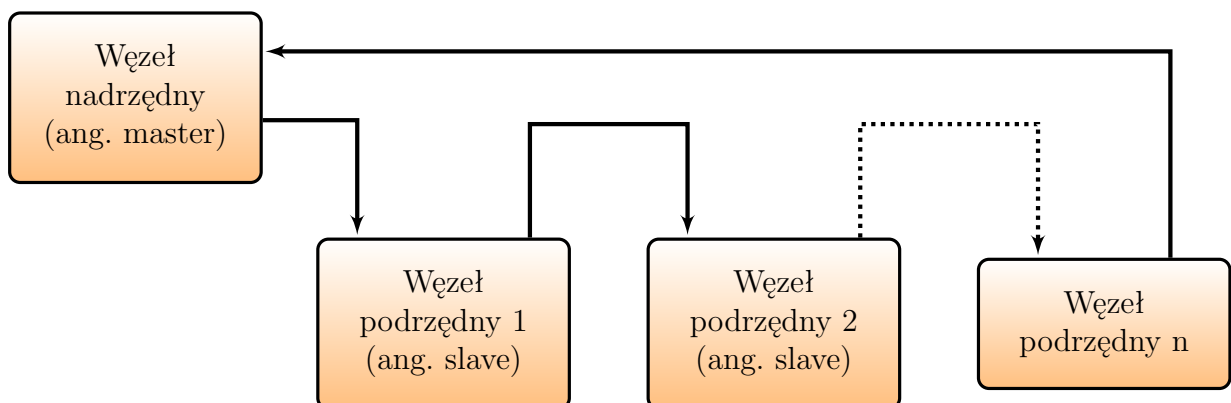 Węzeł
nadrzędny
(ang. master)
Węzeł
podrzędny 1
(ang. slave)
Węzeł
podrzędny 2
(ang. slave)
Węzeł
podrzędny n